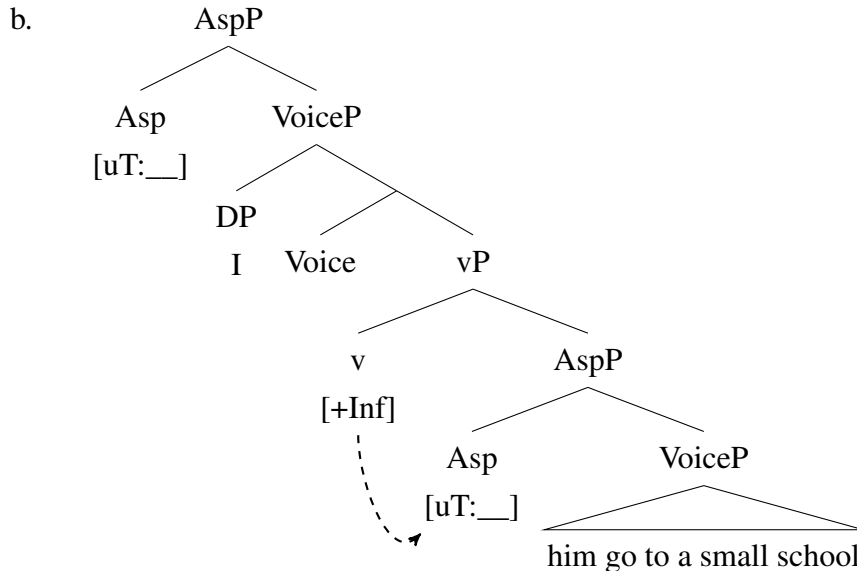 b.
AspP
Asp VoiceP
[uT:__]
DP
I Voice vP
v AspP
[+Inf]
Asp VoiceP
[uT:__]
him go to a small school